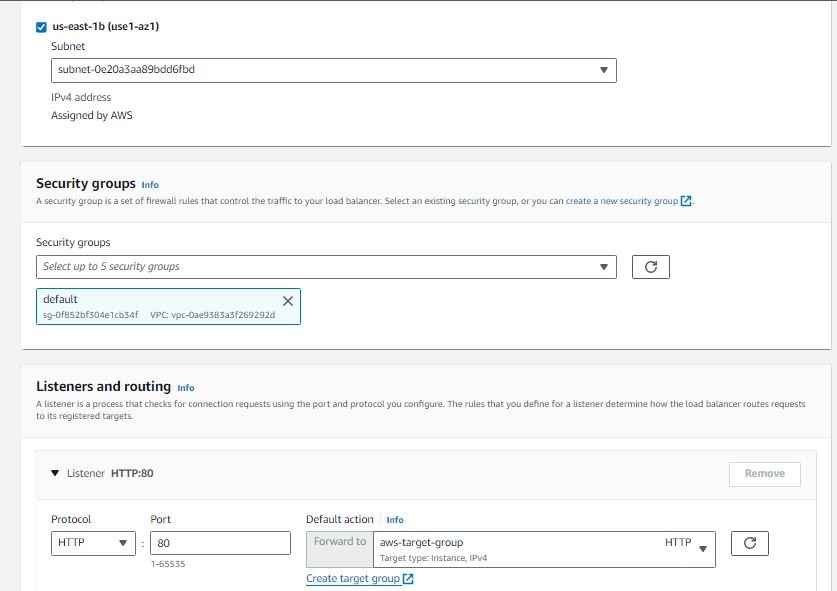 us-east-1b (use1-az1)
Subnet
subnet-0e20a3aa89bdd6fbd
IPv4 address
Assigned by AWS
Security groups Info
A security group is a set of firewall rules that control the traffic to your load balancer. Select an existing security group, or you can create a new security group.
Security groups
Select up to 5 security groups
default
sg-0f852bf304e1cb34f VPC: vpc-0ae9383a3f269292d
Listeners and routing Info
A listener is a process that checks for connection requests using the port and protocol you configure. The rules that you define for a listener determine how the load balancer routes requests
to its registered targets.
Listener HTTP:80
Remove
Protocol Port Default action Info
HTTP : 80 Forward to aws-target-group HTTP
Target type: Instance, IPv4
1-65535
Create target group